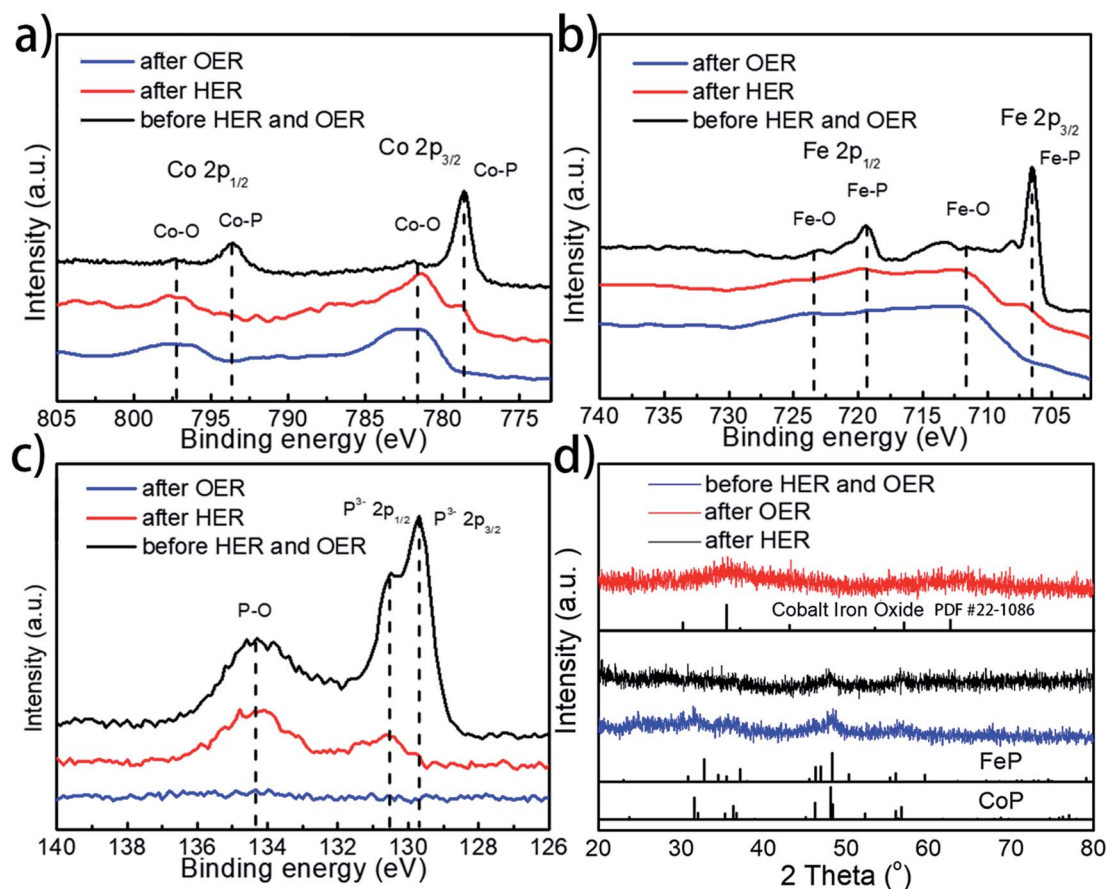 a)
after OER
after HER
before HER and OER
Co 2p1/2
Co 2p3/2
Co-P
Co-O
Co-P
Co-O
Intensity (a.u.)
805 800 795 790 785 780 775
Binding energy (eV)
b)
after OER
after HER
before HER and OER
Fe 2p3/2
Fe 2p1/2
Fe-P
Fe-P
Fe-O
Fe-O
Intensity (a.u.)
740 735 730 725 720 715 710 705
Binding energy (eV)
c)
after OER
after HER
before HER and OER
P3- 2p1/2
P3- 2p3/2
P-O
Intensity (a.u.)
140 138 136 134 132 130 128 126
Binding energy (eV)
d)
before HER and OER
after OER
after HER
Cobalt Iron Oxide PDF #22-1086
FeP
CoP
Intensity (a.u.)
20 30 40 50 60 70 80
2 Theta (°)